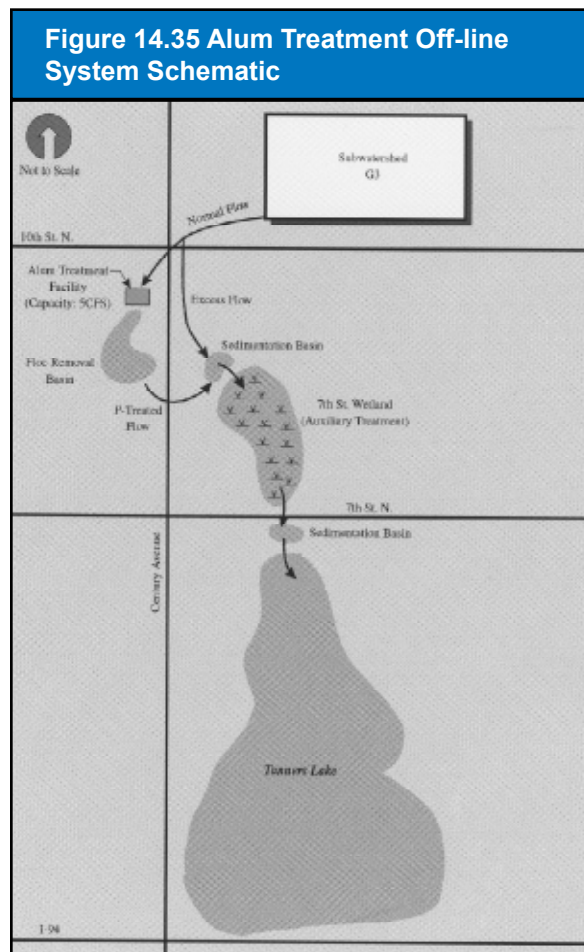 Figure 14.35 Alum Treatment Off-line
System Schematic
Not to Scale
Subwatershed
G3
Normal Flow
10th St. N.
Alum Treatment
Facility
(Capacity: 5CFS)
Excess Flow
Sedimentation Basin
Floc Removal
Basin
P-Treated
Flow
7th St. Wetland
(Auxiliary Treatment)
7th St. N.
Sedimentation Basin
Century Avenue
Tanners Lake
I-94